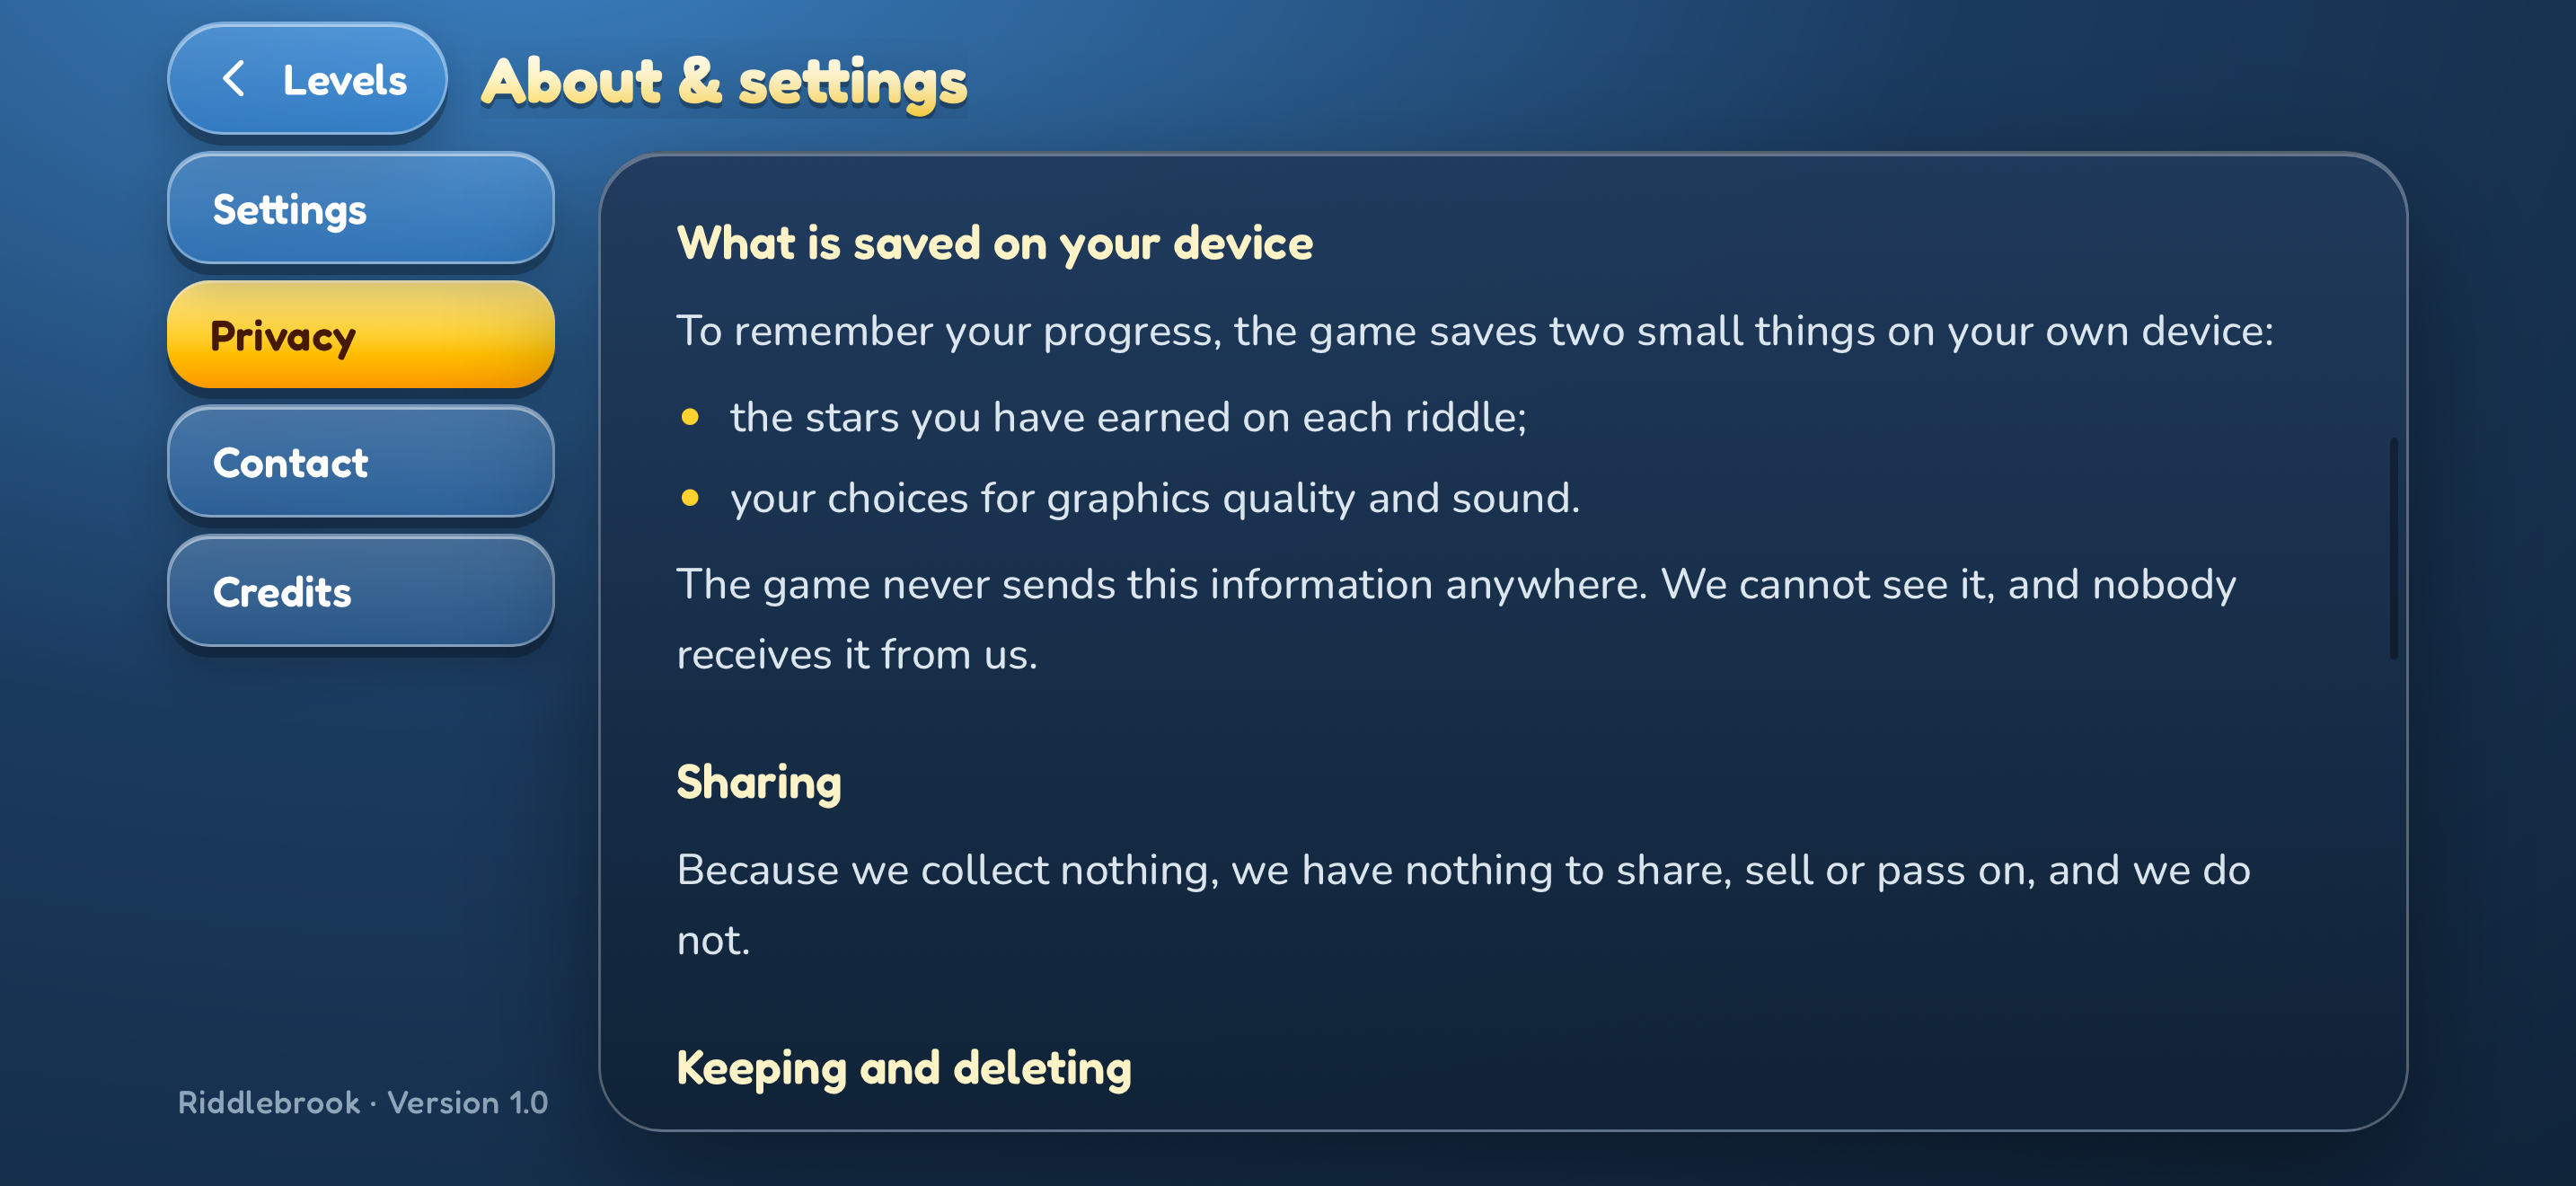 Levels
About & settings
Settings
Privacy
Contact
Credits
Riddlebrook · Version 1.0
What is saved on your device
To remember your progress, the game saves two small things on your own device:
• the stars you have earned on each riddle;
• your choices for graphics quality and sound.
The game never sends this information anywhere. We cannot see it, and nobody
receives it from us.
Sharing
Because we collect nothing, we have nothing to share, sell or pass on, and we do
not.
Keeping and deleting